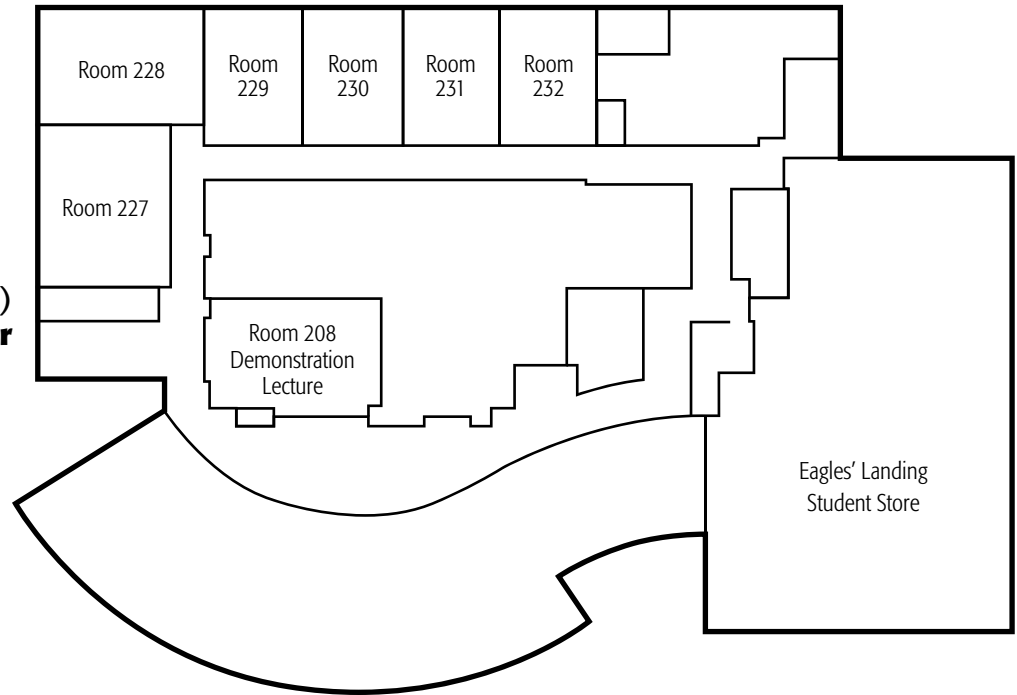 Room 228
Room
229
Room
230
Room
231
Room
232
Room 227
)
r
Room 208
Demonstration
Lecture
Eagles’ Landing
Student Store